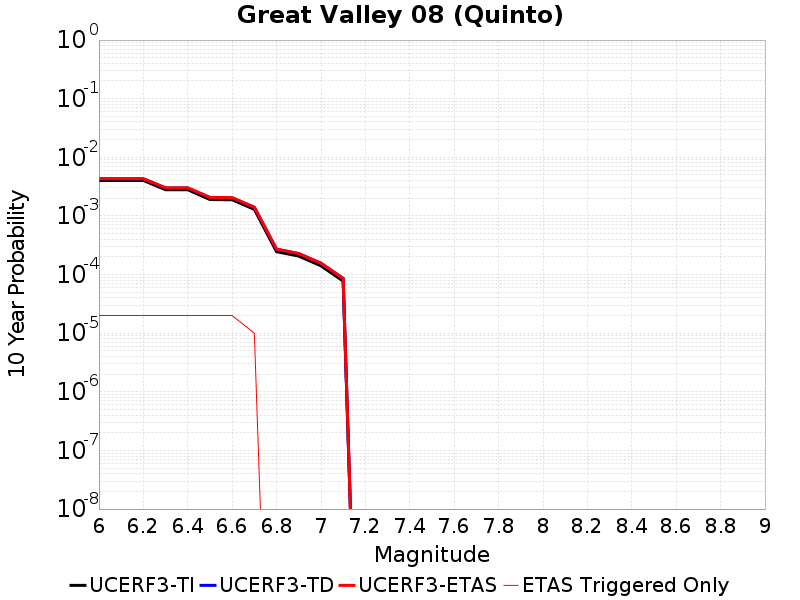 Great Valley 08 (Quinto)
10 Year Probability
10^0
10^-1
10^-2
10^-3
10^-4
10^-5
10^-6
10^-7
10^-8
6 6.2 6.4 6.6 6.8 7 7.2 7.4 7.6 7.8 8 8.2 8.4 8.6 8.8 9
Magnitude
UCERF3-TI UCERF3-TD UCERF3-ETAS ETAS Triggered Only